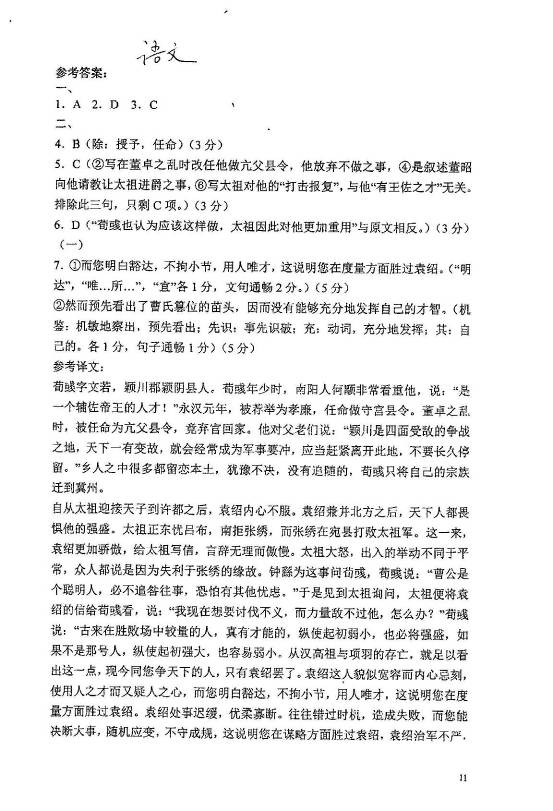 语文
参考答案:
一、
1. A 2. D 3. C
二、
4. B(除:授予,任命)(3分)
5. C(②写在董卓之乱时改任他做亢父县令,他放弃不做之事,④是叙述董昭
向他请教让太祖进爵之事,⑥写太祖对他的“打击报复”,与他“有王佐之才”无关。
排除此三句,只剩C项。)(3分)
6. D(“荀彧也认为应该这样做,太祖因此对他更加重用”与原文相反。)(3分)
(一)
7. ①而您明白豁达,不拘小节,用人唯才,这说明您在度量方面胜过袁绍。(“明
达”,“唯…所…”,“宜”各1分,文句通畅2分。)(5分)
②然而预先看出了曹氏篡位的苗头,因而没有能够充分地发挥自己的才智。(机
鉴:机敏地察出,预先看出;先识:事先识破;充:动词,充分地发挥;其:自
己的。各1分,句子通畅1分)(5分)
参考译文:
荀彧字文若,颍川郡颍阴县人。荀彧年少时,南阳人何颙非常看重他,说:“是
一个辅佐帝王的人才!”永汉元年,被荐举为孝廉,任命做守宫县令。董卓之乱
时,被任命为亢父县令,竟弃官回家。他对父老们说:“颍川是四面受敌的争战
之地,天下一有变故,就会经常成为军事要冲,应当赶紧离开此地,不要长久停
留。”乡人之中很多都留恋本土,犹豫不决,没有追随的,荀彧只将自己的宗族
迁到冀州。
自从太祖迎接天子到许都之后,袁绍内心不服。袁绍兼并北方之后,天下人都畏
惧他的强盛。太祖正东忧吕布,南拒张绣,而张绣在宛县打败太祖军。这一来,
袁绍更加骄傲,给太祖写信,言辞无理而傲慢。太祖大怒,出入的举动不同于平
常,众人都说是因为失利于张绣的缘故。钟繇为这事问荀彧,荀彧说:“曹公是
个聪明人,必不追咎往事,恐怕有其他忧虑。”于是见到太祖询问,太祖便将袁
绍的信给荀彧看,说:“我现在想要讨伐不义,而力量敌不过他,怎么办?”荀彧
说:“古来在胜败场中较量的人,真有才能的,纵使起初弱小,也必将强盛,如
果不是那号人,纵使起初强大,也容易弱小。从汉高祖与项羽的存亡,就足以看
出这一点,现今同您争天下的人,只有袁绍罢了。袁绍这人貌似宽容而内心忌刻,
使用人之才而又疑人之心,而您明白豁达,不拘小节,用人唯才,这说明您在度
量方面胜过袁绍。袁绍处事迟缓,优柔寡断。往往错过时机,造成失败,而您能
决断大事,随机应变,不守成规,这说明您在谋略方面胜过袁绍,袁绍治军不严.
11